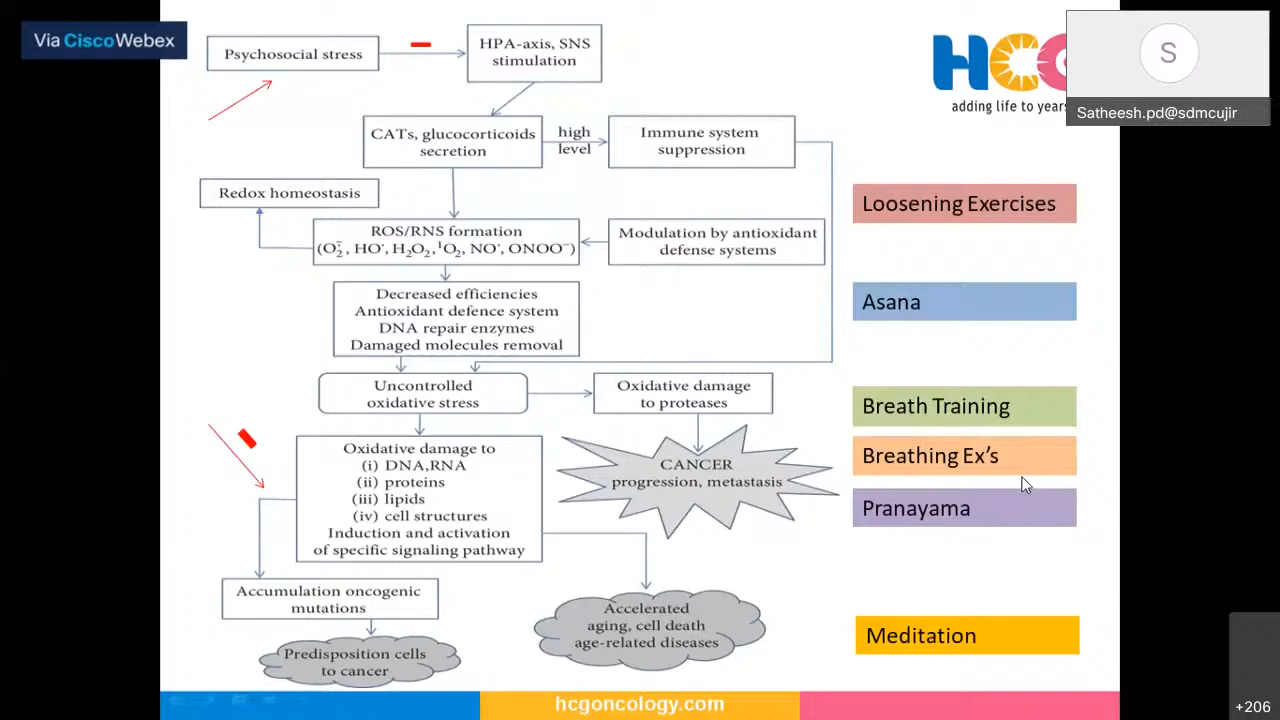 Via Cisco Webex
Psychosocial stress
HPA-axis, SNS
stimulation
HCG
adding life to years
S
Satheesh.pd@sdmcujir
CATs, glucocorticoids
secretion
high
level
Immune system
suppression
Redox homeostasis
ROS/RNS formation
(O₂⁻, HO·, H₂O₂, ¹O₂, NO·, ONOO⁻)
Modulation by antioxidant
defense systems
Decreased efficiencies
Antioxidant defence system
DNA repair enzymes
Damaged molecules removal
Uncontrolled
oxidative stress
Oxidative damage
to proteases
Oxidative damage to
(i) DNA,RNA
(ii) proteins
(iii) lipids
(iv) cell structures
Induction and activation
of specific signaling pathway
CANCER
progression, metastasis
Accumulation oncogenic
mutations
Predisposition cells
to cancer
Accelerated
aging, cell death
age-related diseases
Loosening Exercises
Asana
Breath Training
Breathing Ex's
Pranayama
Meditation
hcgoncology.com
+206